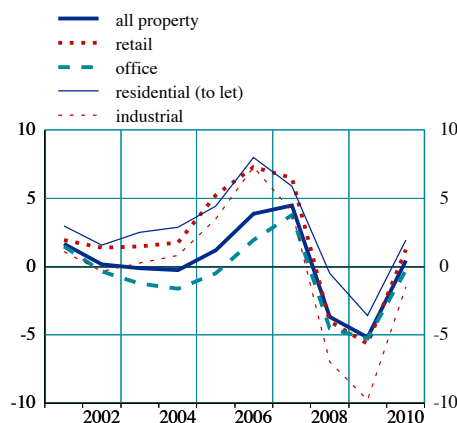 all property
retail
office
residential (to let)
industrial
10 10
5 5
0 0
-5 -5
-10 -10
2002 2004 2006 2008 2010